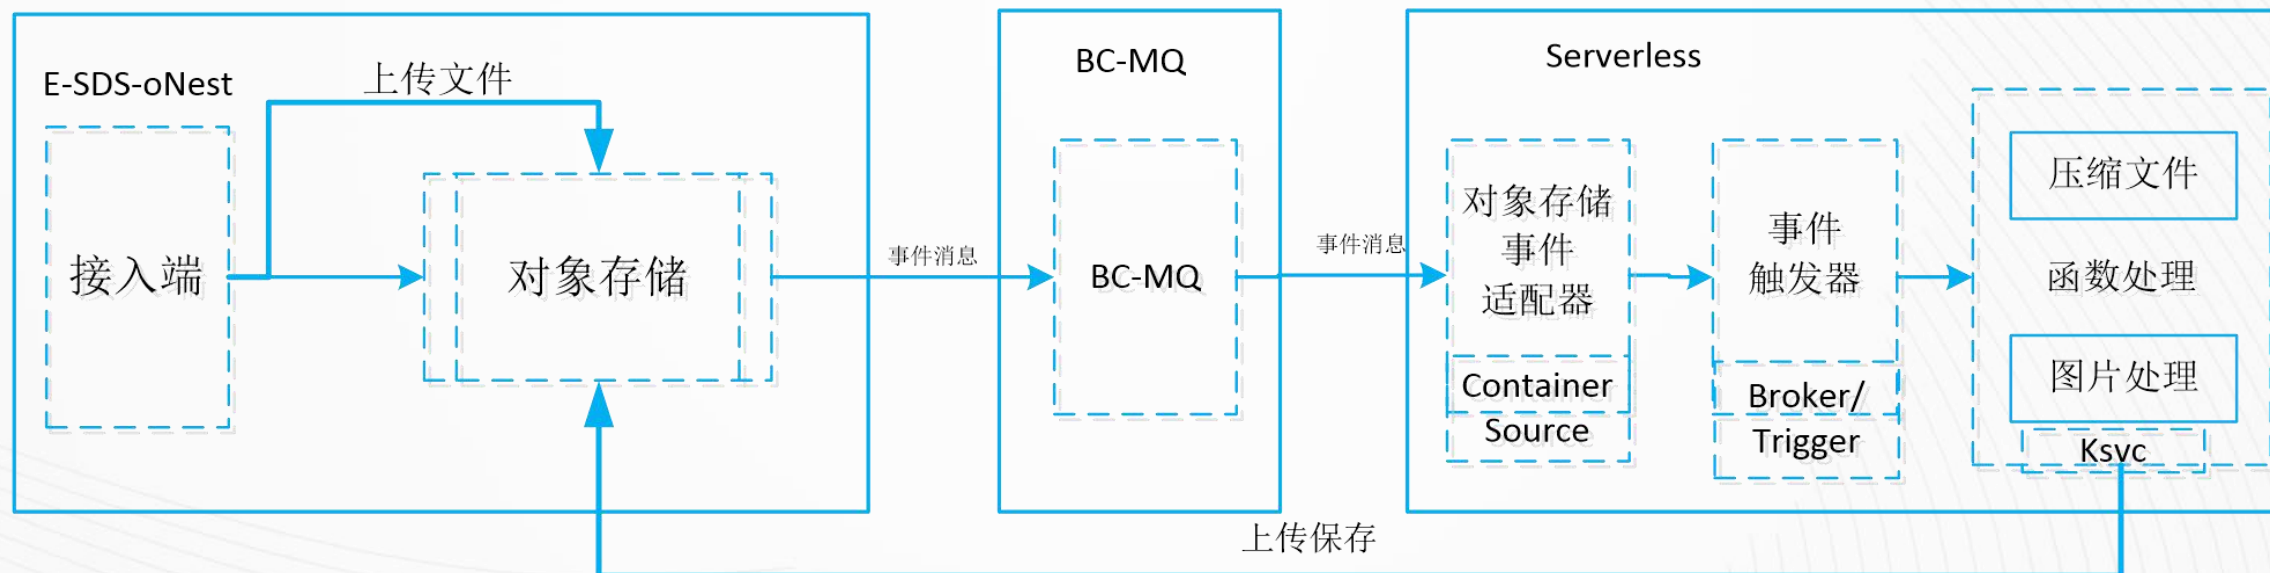 E-SDS-oNest
上传文件
接入端
对象存储
事件消息
BC-MQ
BC-MQ
事件消息
Serverless
对象存储
事件
适配器
Container
Source
事件
触发器
Broker/
Trigger
压缩文件
函数处理
图片处理
Ksvc
上传保存